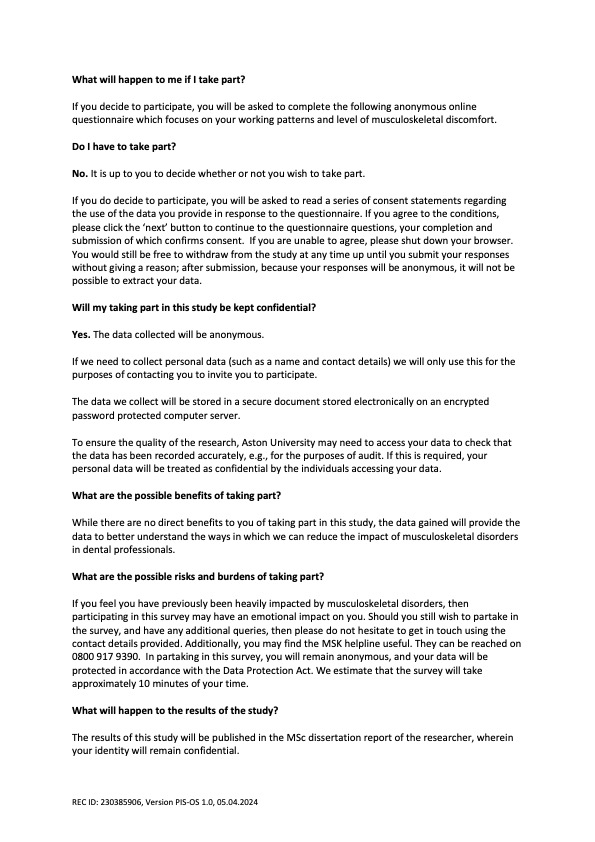 What will happen to me if I take part?
If you decide to participate, you will be asked to complete the following anonymous online
questionnaire which focuses on your working patterns and level of musculoskeletal discomfort.
Do I have to take part?
No. It is up to you to decide whether or not you wish to take part.
If you do decide to participate, you will be asked to read a series of consent statements regarding
the use of the data you provide in response to the questionnaire. If you agree to the conditions,
please click the ‘next’ button to continue to the questionnaire questions, your completion and
submission of which confirms consent.  If you are unable to agree, please shut down your browser.
You would still be free to withdraw from the study at any time up until you submit your responses
without giving a reason; after submission, because your responses will be anonymous, it will not be
possible to extract your data.
Will my taking part in this study be kept confidential?
Yes. The data collected will be anonymous.
If we need to collect personal data (such as a name and contact details) we will only use this for the
purposes of contacting you to invite you to participate.
The data we collect will be stored in a secure document stored electronically on an encrypted
password protected computer server.
To ensure the quality of the research, Aston University may need to access your data to check that
the data has been recorded accurately, e.g., for the purposes of audit. If this is required, your
personal data will be treated as confidential by the individuals accessing your data.
What are the possible benefits of taking part?
While there are no direct benefits to you of taking part in this study, the data gained will provide the
data to better understand the ways in which we can reduce the impact of musculoskeletal disorders
in dental professionals.
What are the possible risks and burdens of taking part?
If you feel you have previously been heavily impacted by musculoskeletal disorders, then
participating in this survey may have an emotional impact on you. Should you still wish to partake in
the survey, and have any additional queries, then please do not hesitate to get in touch using the
contact details provided. Additionally, you may find the MSK helpline useful. They can be reached on
0800 917 9390.  In partaking in this survey, you will remain anonymous, and your data will be
protected in accordance with the Data Protection Act. We estimate that the survey will take
approximately 10 minutes of your time.
What will happen to the results of the study?
The results of this study will be published in the MSc dissertation report of the researcher, wherein
your identity will remain confidential.
REC ID: 230385906, Version PIS-OS 1.0, 05.04.2024